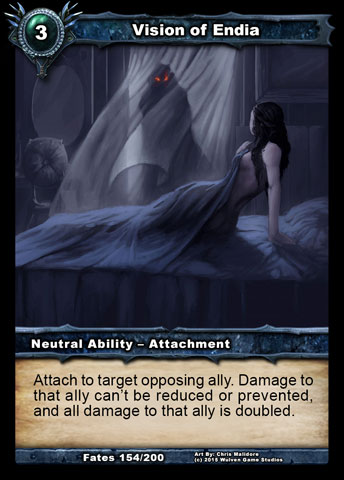 3
Vision of Endia
Neutral Ability – Attachment
Attach to target opposing ally. Damage to
that ally can't be reduced or prevented,
and all damage to that ally is doubled.
Fates 154/200
Art By: Chris Malidore
(c) 2015 Wulven Game Studios